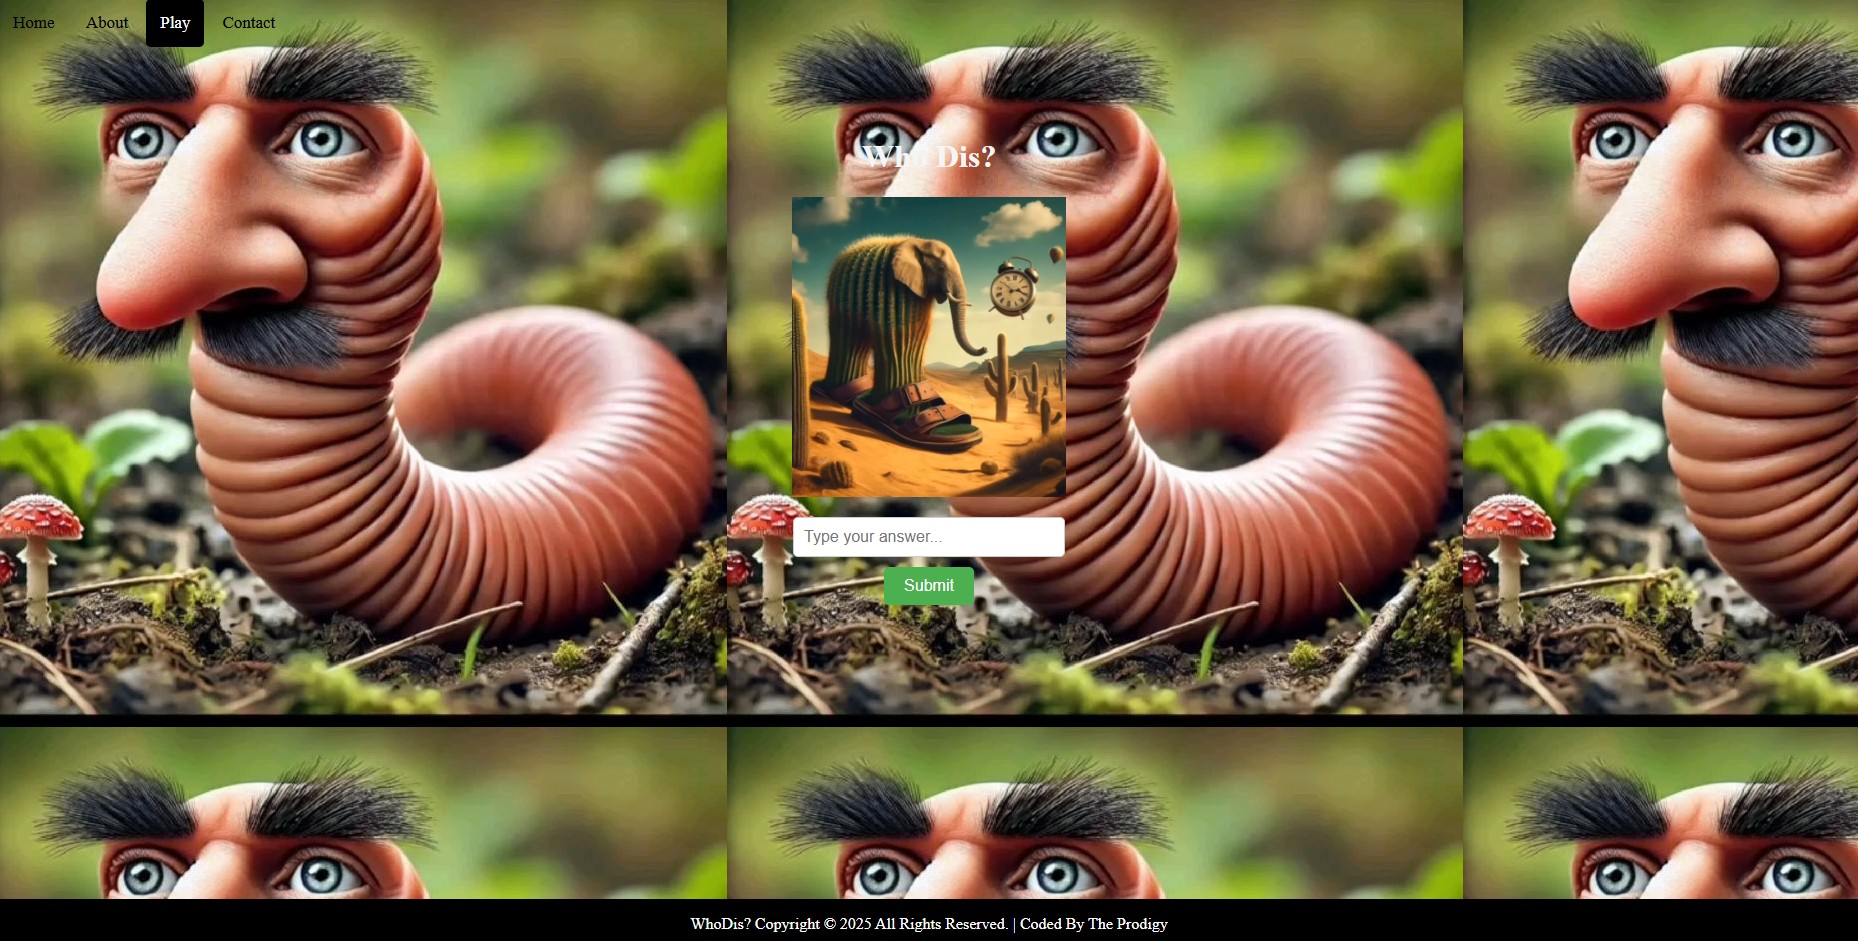 Home About Play Contact
Who Dis?
Type your answer...
Submit
WhoDis? Copyright © 2025 All Rights Reserved. | Coded By The Prodigy